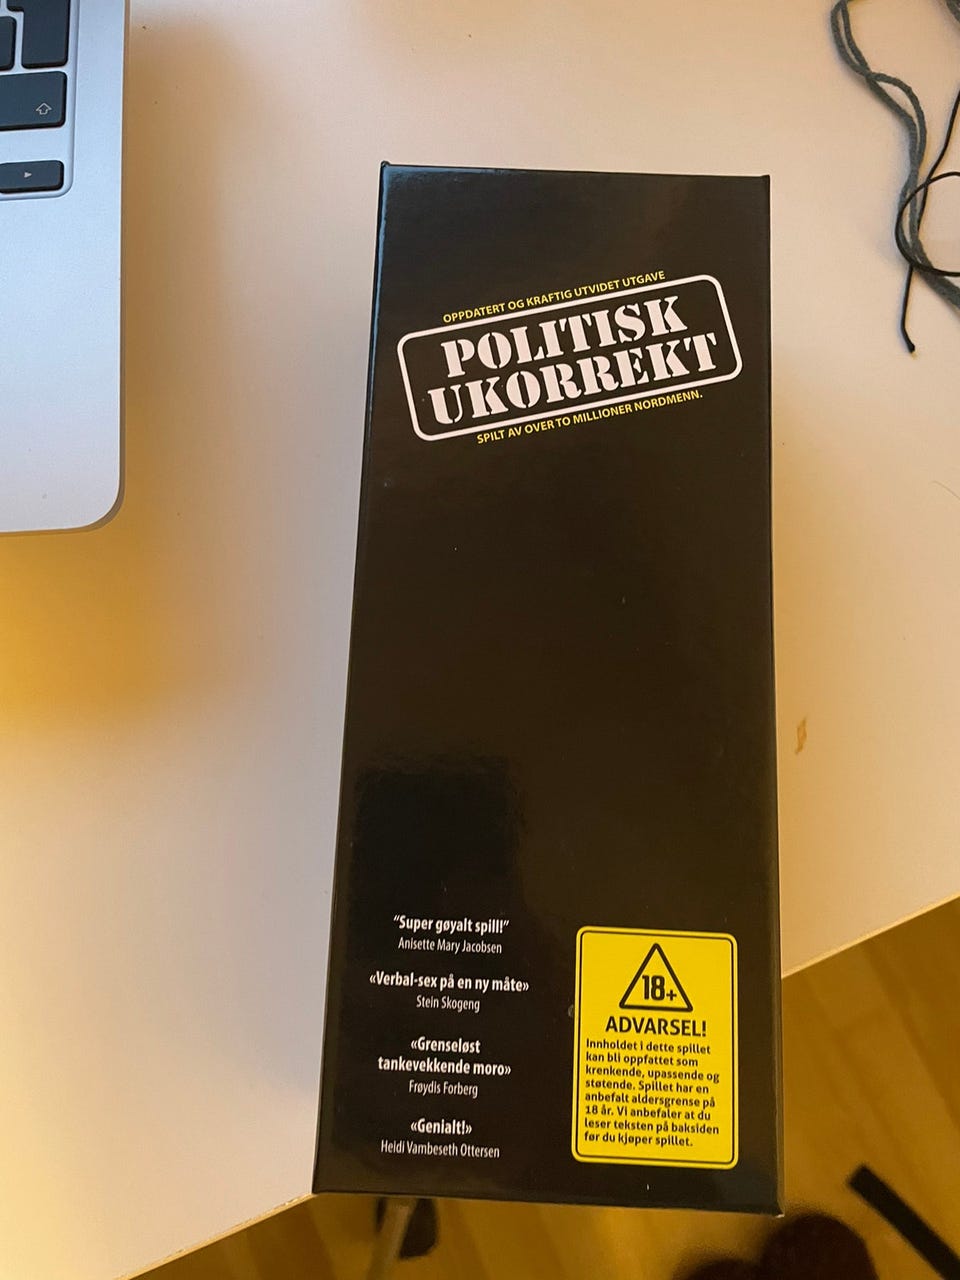 OPPDATERT OG KRAFTIG UTVIDET UTGAVE
POLITISK
UKORREKT
SPILT AV OVER TO MILLIONER NORDMENN.
"Super gøyalt spill!"
Anisette Mary Jacobsen
«Verbal-sex på en ny måte»
Stein Skogeng
«Grenseløst
tankevekkende moro»
Frøydis Forberg
«Genialt!»
Heidi Vambeseth Ottersen
18+
ADVARSEL!
Innholdet i dette spillet
kan bli oppfattet som
krenkende, upassende og
støtende. Spillet har en
anbefalt aldersgrense på
18 år. Vi anbefaler at du
leser teksten på baksiden
før du kjøper spillet.